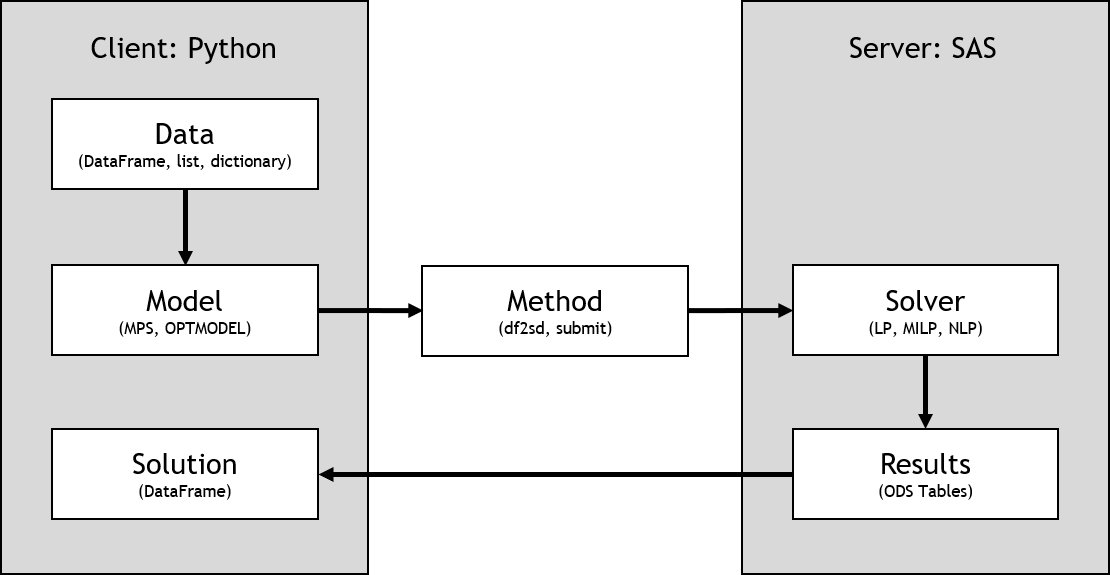 Client: Python
Server: SAS
Data
(DataFrame, list, dictionary)
Model
(MPS, OPTMODEL)
Method
(df2sd, submit)
Solver
(LP, MILP, NLP)
Solution
(DataFrame)
Results
(ODS Tables)